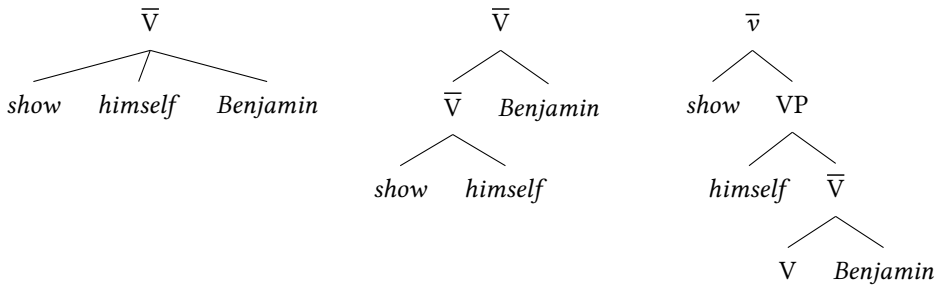 V̅ V̅ v̅
show himself Benjamin V̅ Benjamin show VP
show himself himself V̅
V Benjamin